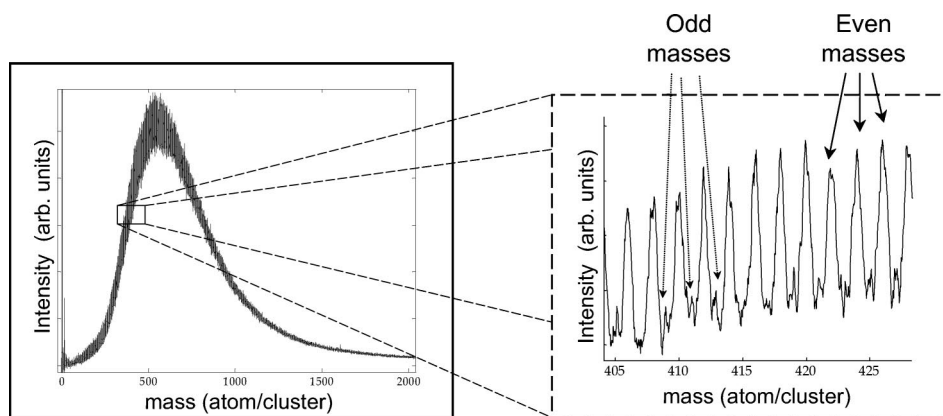 Intensity (arb. units)
0
500
1000
1500
2000
mass (atom/cluster)
Odd
masses
Even
masses
Intensity (arb. units)
405
410
415
420
425
mass (atom/cluster)